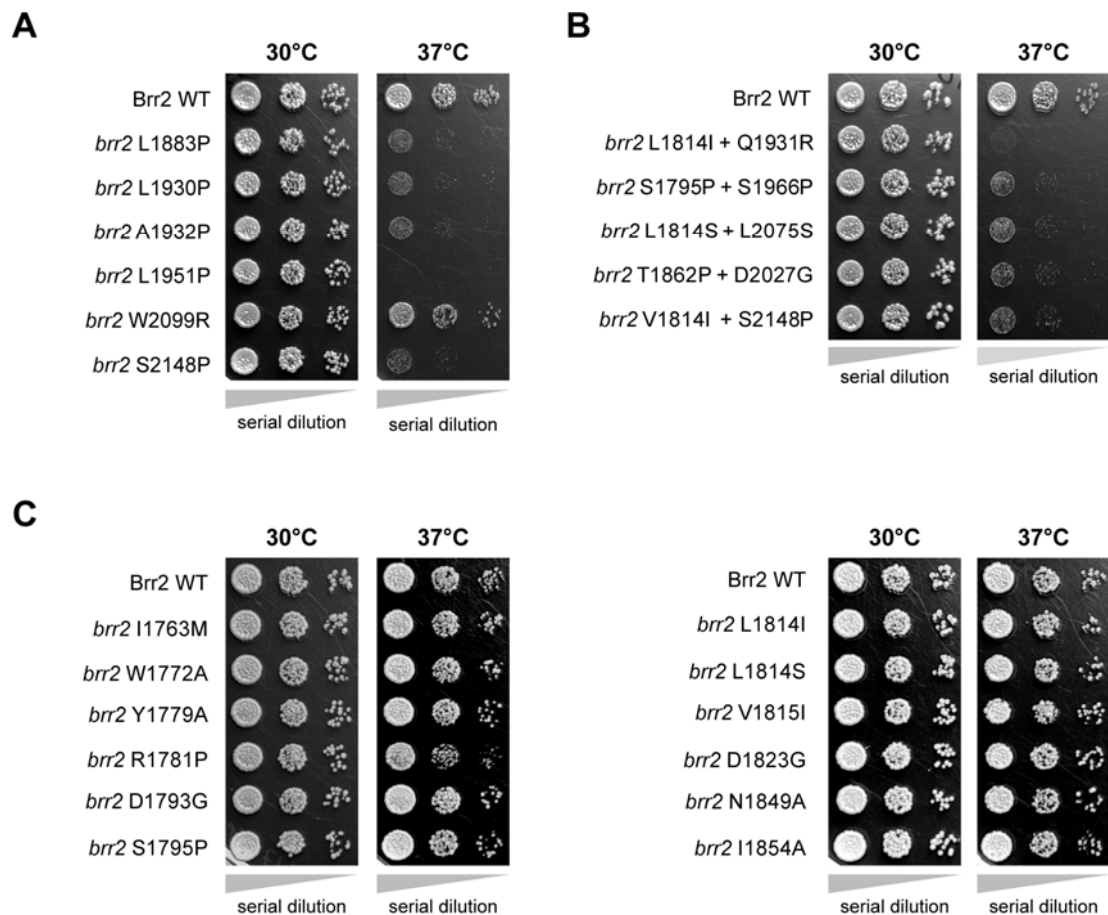 A
30°C 37°C
Brr2 WT
brr2 L1883P
brr2 L1930P
brr2 A1932P
brr2 L1951P
brr2 W2099R
brr2 S2148P
serial dilution serial dilution
B
30°C 37°C
Brr2 WT
brr2 L1814I + Q1931R
brr2 S1795P + S1966P
brr2 L1814S + L2075S
brr2 T1862P + D2027G
brr2 V1814I + S2148P
serial dilution serial dilution
C
30°C 37°C
Brr2 WT
brr2 I1763M
brr2 W1772A
brr2 Y1779A
brr2 R1781P
brr2 D1793G
brr2 S1795P
serial dilution serial dilution
30°C 37°C
Brr2 WT
brr2 L1814I
brr2 L1814S
brr2 V1815I
brr2 D1823G
brr2 N1849A
brr2 I1854A
serial dilution serial dilution